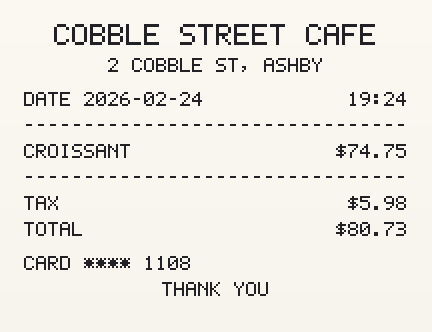 COBBLE STREET CAFE
2 COBBLE ST, ASHBY
DATE 2026-02-24 19:24
--------------------------------
CROISSANT $74.75
--------------------------------
TAX $5.98
TOTAL $80.73
CARD **** 1108
THANK YOU